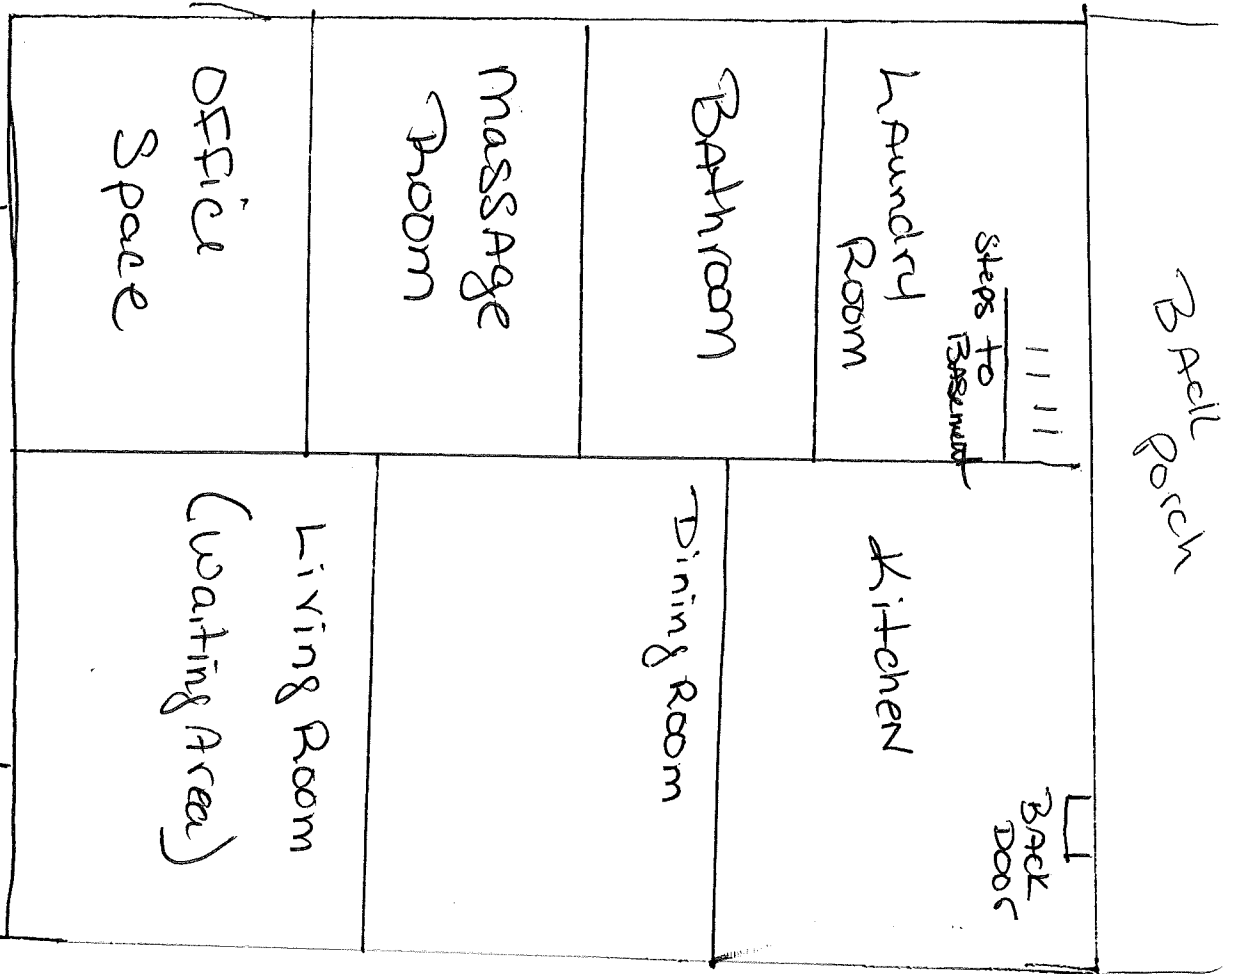 BAck
Porch
Steps to
BAsement
LAundry
Room
BACK
DOOr
KitcheN
BAthroom
Dining Room
MassAge
Room
OFFice
Space
Living Room
(Waiting Area)